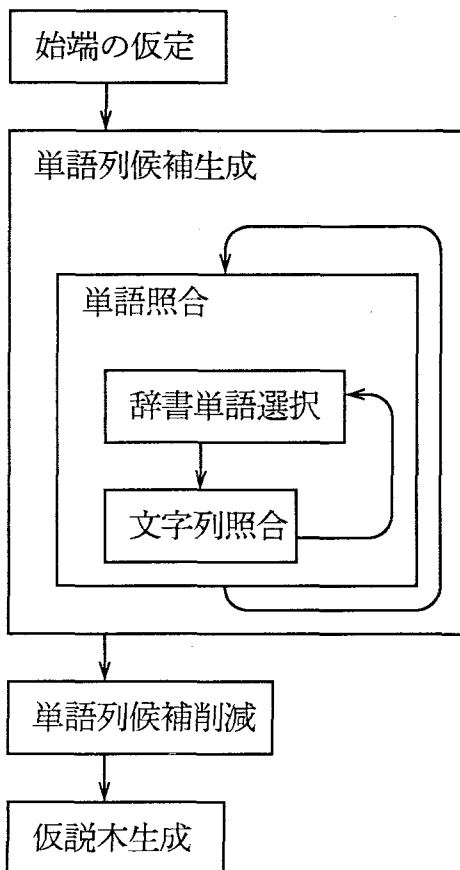 始端の仮定
単語列候補生成
単語照合
辞書単語選択
文字列照合
単語列候補削減
仮説木生成